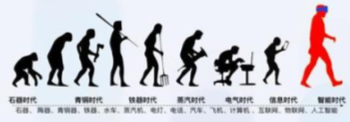 石器时代 青铜时代 铁器时代 蒸汽时代 电气时代 信息时代 智能时代
石器、陶器、青铜器、铁器、水车、蒸汽机、电灯、电话、汽车、飞机、计算机、互联网、物联网、人工智能